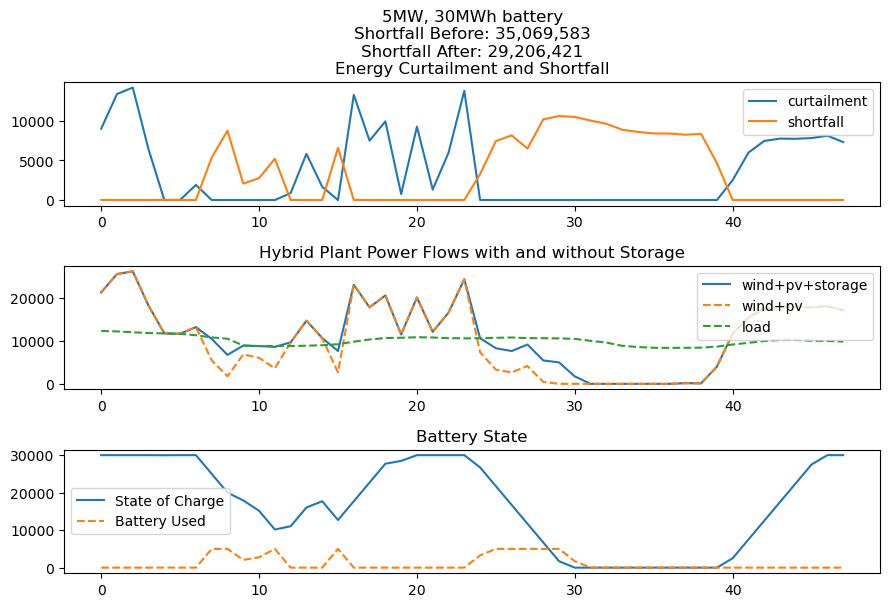 5MW, 30MWh battery
Shortfall Before: 35,069,583
Shortfall After: 29,206,421
Energy Curtailment and Shortfall
10000
5000
0
curtailment
shortfall
0 10 20 30 40
Hybrid Plant Power Flows with and without Storage
20000
10000
0
wind+pv+storage
wind+pv
load
0 10 20 30 40
Battery State
30000
20000
10000
0
State of Charge
Battery Used
0 10 20 30 40